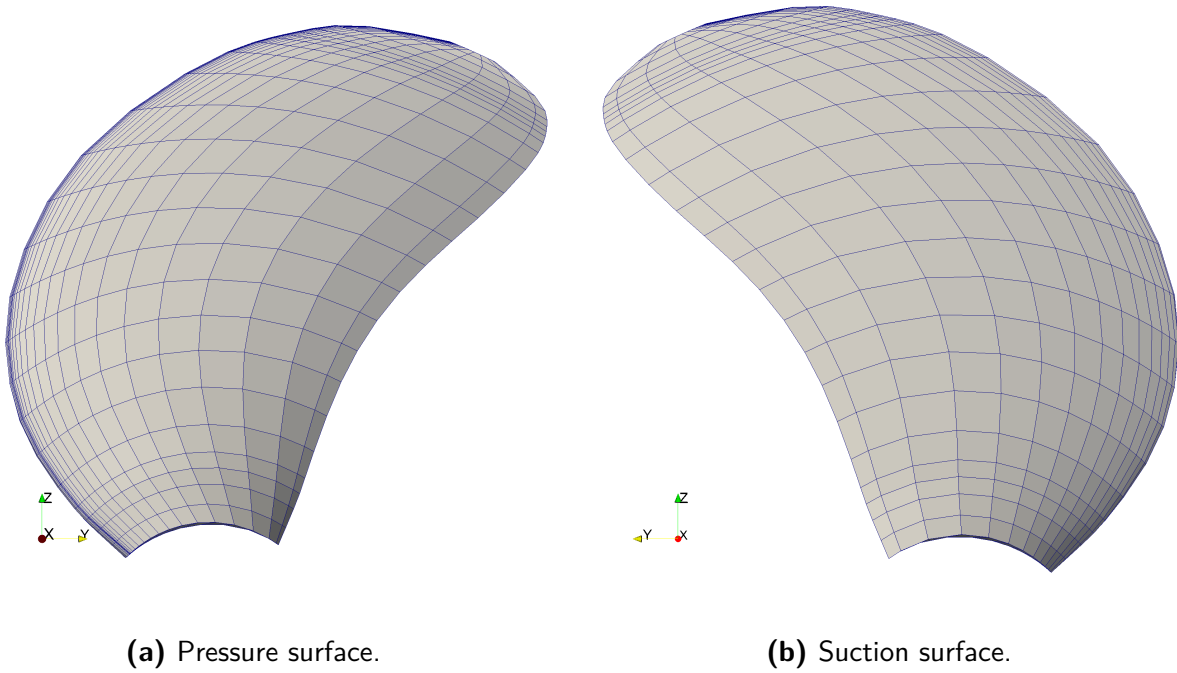 Z
X Y
Z
Y X
(a) Pressure surface.
(b) Suction surface.